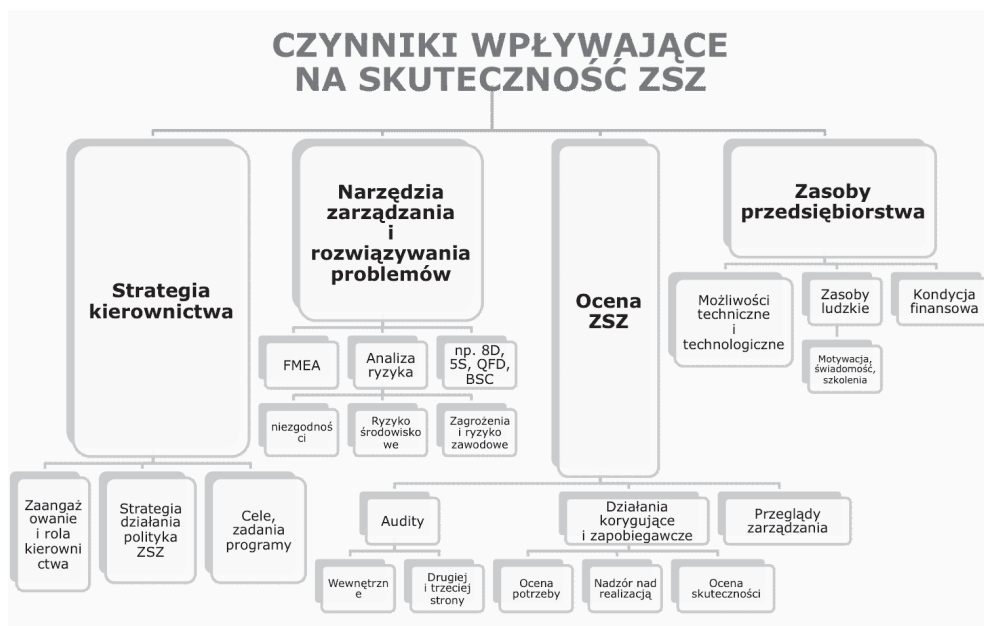 CZYNNIKI WPŁYWAJĄCE
NA SKUTECZNOŚĆ ZSZ
Strategia
kierownictwa
Zaangaż
owanie
i rola
kierowni
ctwa
Strategia
działania
polityka
ZSZ
Cele,
zadania
programy
Narzędzia
zarządzania
i
rozwiązywania
problemów
FMEA
Analiza
ryzyka
np. 8D,
5S, QFD,
BSC
niezgodnoś
ci
Ryzyko
środowisko
we
Zagrożenia
i ryzyko
zawodowe
Ocena
ZSZ
Audity
Wewnętrzn
e
Drugiej
i trzeciej
strony
Działania
korygujące
i zapobiegawcze
Ocena
potrzeby
Nadzór nad
realizacją
Ocena
skuteczności
Przeglądy
zarządzania
Zasoby
przedsiębiorstwa
Możliwości
techniczne
i
technologiczne
Zasoby
ludzkie
Motywacja,
świadomość,
szkolenia
Kondycja
finansowa